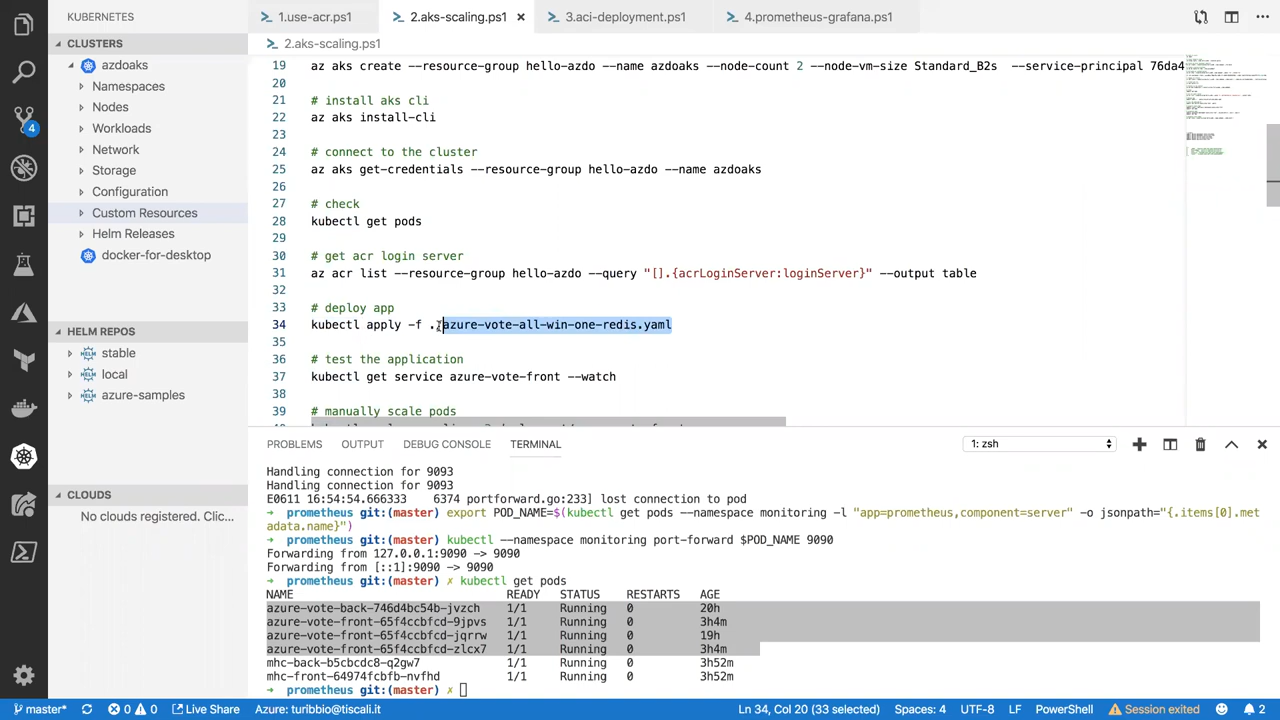 KUBERNETES
CLUSTERS
azdoaks
Namespaces
Nodes
Workloads
Network
Storage
Configuration
Custom Resources
Helm Releases
docker-for-desktop
HELM REPOS
stable
local
azure-samples
CLOUDS
No clouds registered. Clic...
4
1.use-acr.ps1
2.aks-scaling.ps1
3.aci-deployment.ps1
4.prometheus-grafana.ps1
2.aks-scaling.ps1
19 az aks create --resource-group hello-azdo --name azdoaks --node-count 2 --node-vm-size Standard_B2s --service-principal 76da4
20
21 # install aks cli
22 az aks install-cli
23
24 # connect to the cluster
25 az aks get-credentials --resource-group hello-azdo --name azdoaks
26
27 # check
28 kubectl get pods
29
30 # get acr login server
31 az acr list --resource-group hello-azdo --query "[].{acrLoginServer:loginServer}" --output table
32
33 # deploy app
34 kubectl apply -f . azure-vote-all-win-one-redis.yaml
35
36 # test the application
37 kubectl get service azure-vote-front --watch
38
39 # manually scale pods
PROBLEMS OUTPUT DEBUG CONSOLE TERMINAL 1: zsh
Handling connection for 9093
Handling connection for 9093
E0611 16:54:54.666333 6374 portforward.go:233] lost connection to pod
➜ prometheus git:(master) export POD_NAME=$(kubectl get pods --namespace monitoring -l "app=prometheus,component=server" -o jsonpath="{.items[0].met
adata.name}")
➜ prometheus git:(master) kubectl --namespace monitoring port-forward $POD_NAME 9090
Forwarding from 127.0.0.1:9090 -> 9090
Forwarding from [::1]:9090 -> 9090
➜ prometheus git:(master) ✗ kubectl get pods
NAME READY STATUS RESTARTS AGE
azure-vote-back-746d4bc54b-jvzch 1/1 Running 0 20h
azure-vote-front-65f4ccbfcd-9jpvs 1/1 Running 0 3h4m
azure-vote-front-65f4ccbfcd-jqrrw 1/1 Running 0 19h
azure-vote-front-65f4ccbfcd-zlcx7 1/1 Running 0 3h4m
mhc-back-b5cbcdc8-q2gw7 1/1 Running 0 3h52m
mhc-front-64974fcbfb-nvfhd 1/1 Running 0 3h52m
➜ prometheus git:(master) ✗
master* 0 0 Live Share Azure: turibbio@tiscali.it Ln 34, Col 20 (33 selected) Spaces: 4 UTF-8 LF PowerShell Session exited 2